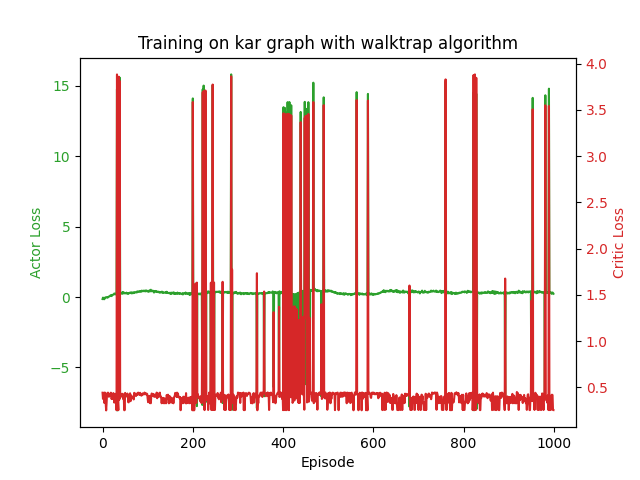 Training on kar graph with walktrap algorithm
15
10
5
0
−5
Actor Loss
4.0
3.5
3.0
2.5
2.0
1.5
1.0
0.5
Critic Loss
0 200 400 600 800 1000
Episode